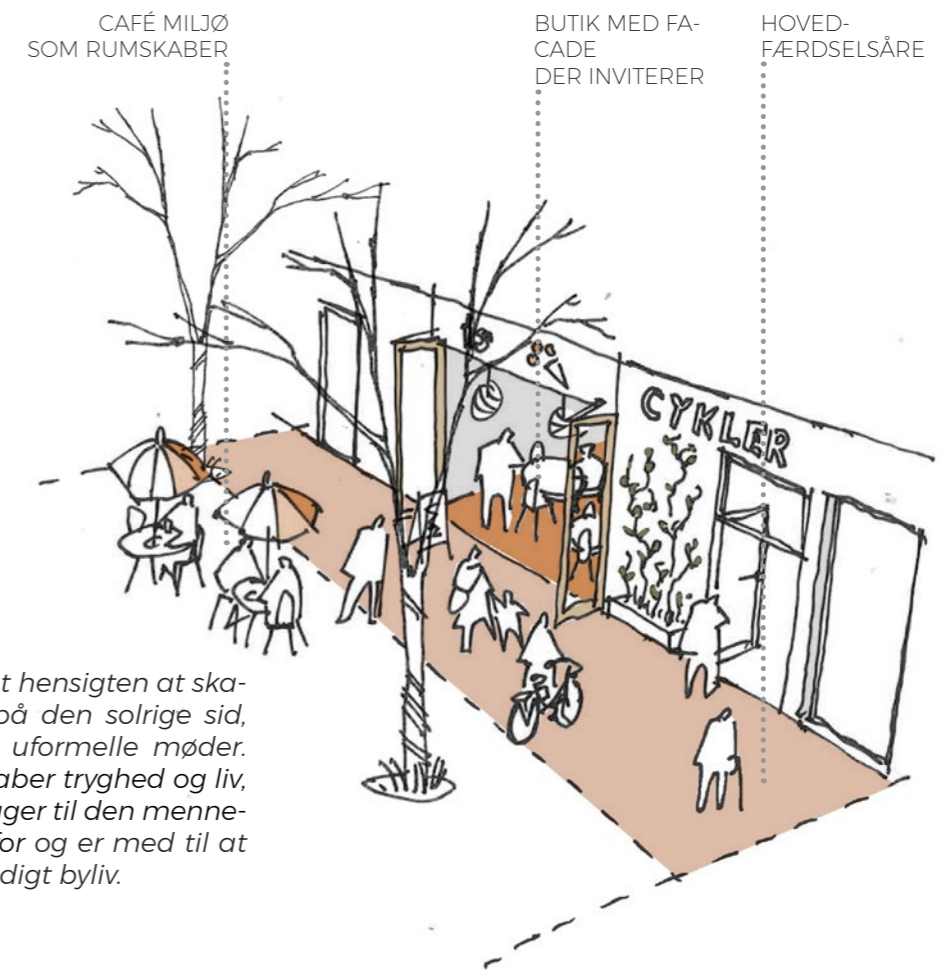 CAFÉ MILJØ
SOM RUMSKABER
BUTIK MED FA-
CADE
DER INVITERER
HOVED-
FÆRDSELSÅRE
CYKLER
t hensigten at ska-
på den solrige sid,
uformelle møder.
aber tryghed og liv,
ger til den menne-
for og er med til at
digt byliv.